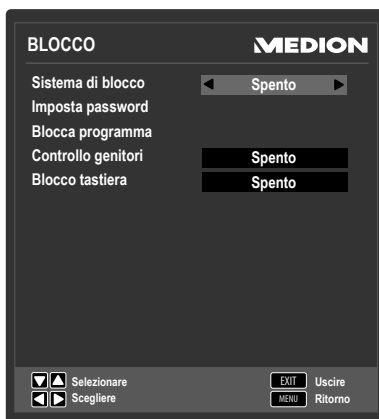 BLOCCO MEDION
Sistema di blocco Spento
Imposta password
Blocca programma
Controllo genitori Spento
Blocco tastiera Spento
Selezionare EXIT Uscire
Scegliere MENU Ritorno